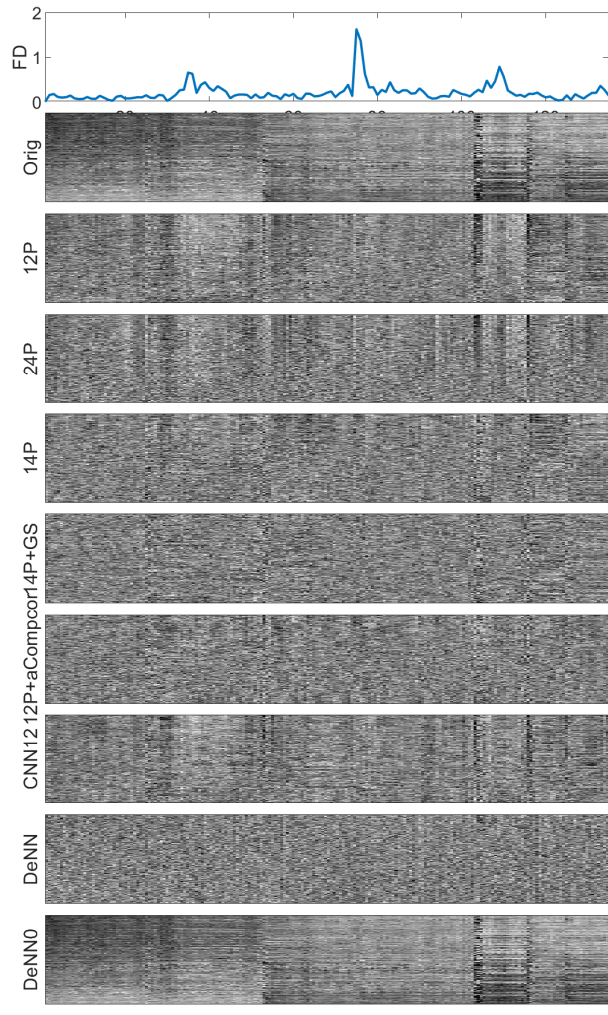 2
1
0
FD
Orig
12P
24P
14P
14P+GS
12P+aCompcor
CNN12
DeNN
DeNN0